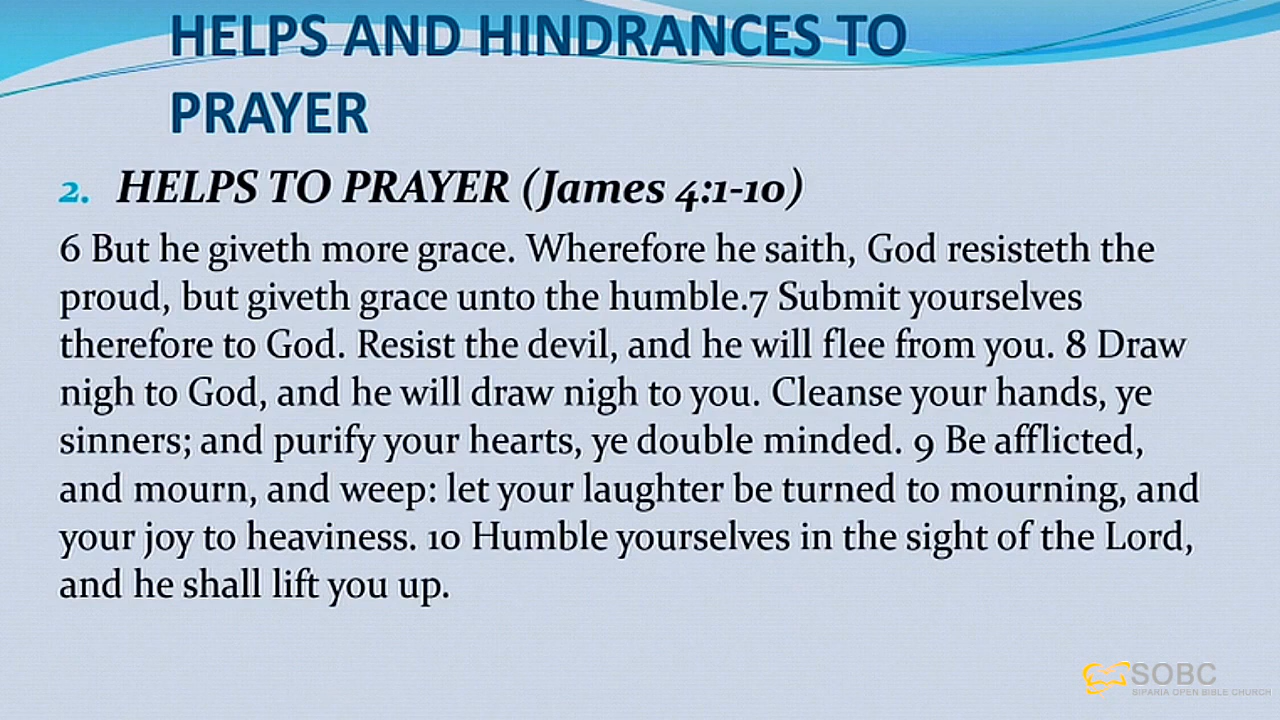 HELPS AND HINDRANCES TO
PRAYER
2. HELPS TO PRAYER (James 4:1-10)
6 But he giveth more grace. Wherefore he saith, God resisteth the
proud, but giveth grace unto the humble.7 Submit yourselves
therefore to God. Resist the devil, and he will flee from you. 8 Draw
nigh to God, and he will draw nigh to you. Cleanse your hands, ye
sinners; and purify your hearts, ye double minded. 9 Be afflicted,
and mourn, and weep: let your laughter be turned to mourning, and
your joy to heaviness. 10 Humble yourselves in the sight of the Lord,
and he shall lift you up.
SOBC
SIPARIA OPEN BIBLE CHURCH